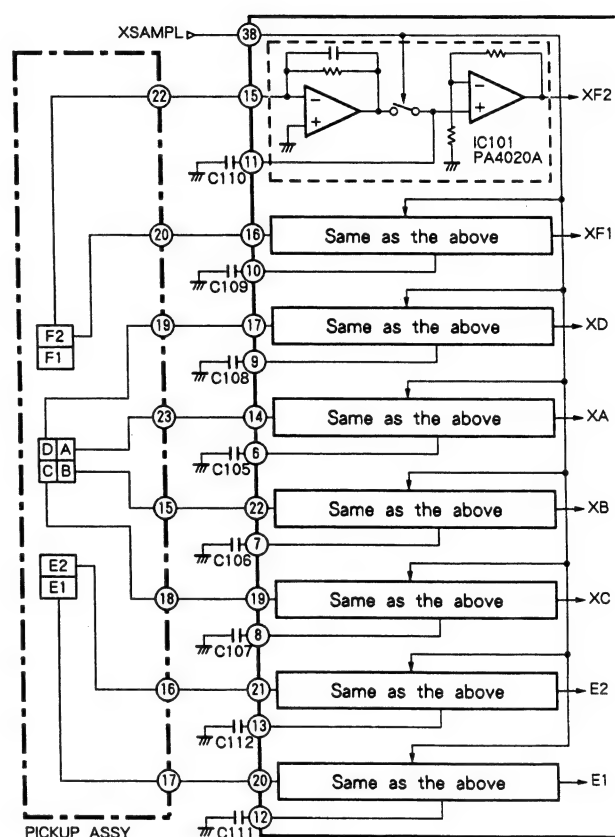 XSAMPL 38
22 15 XF2
IC101
PA4020A
11
C110
20 16 Same as the above XF1
10
C109
F2
F1
19 17 Same as the above XD
9
C108
23 14 Same as the above XA
D A
C B
6
C105
15 22 Same as the above XB
7
C106
E2
E1
18 19 Same as the above XC
8
C107
16 21 Same as the above E2
13
C112
17 20 Same as the above E1
12
C111
PICKUP ASSY